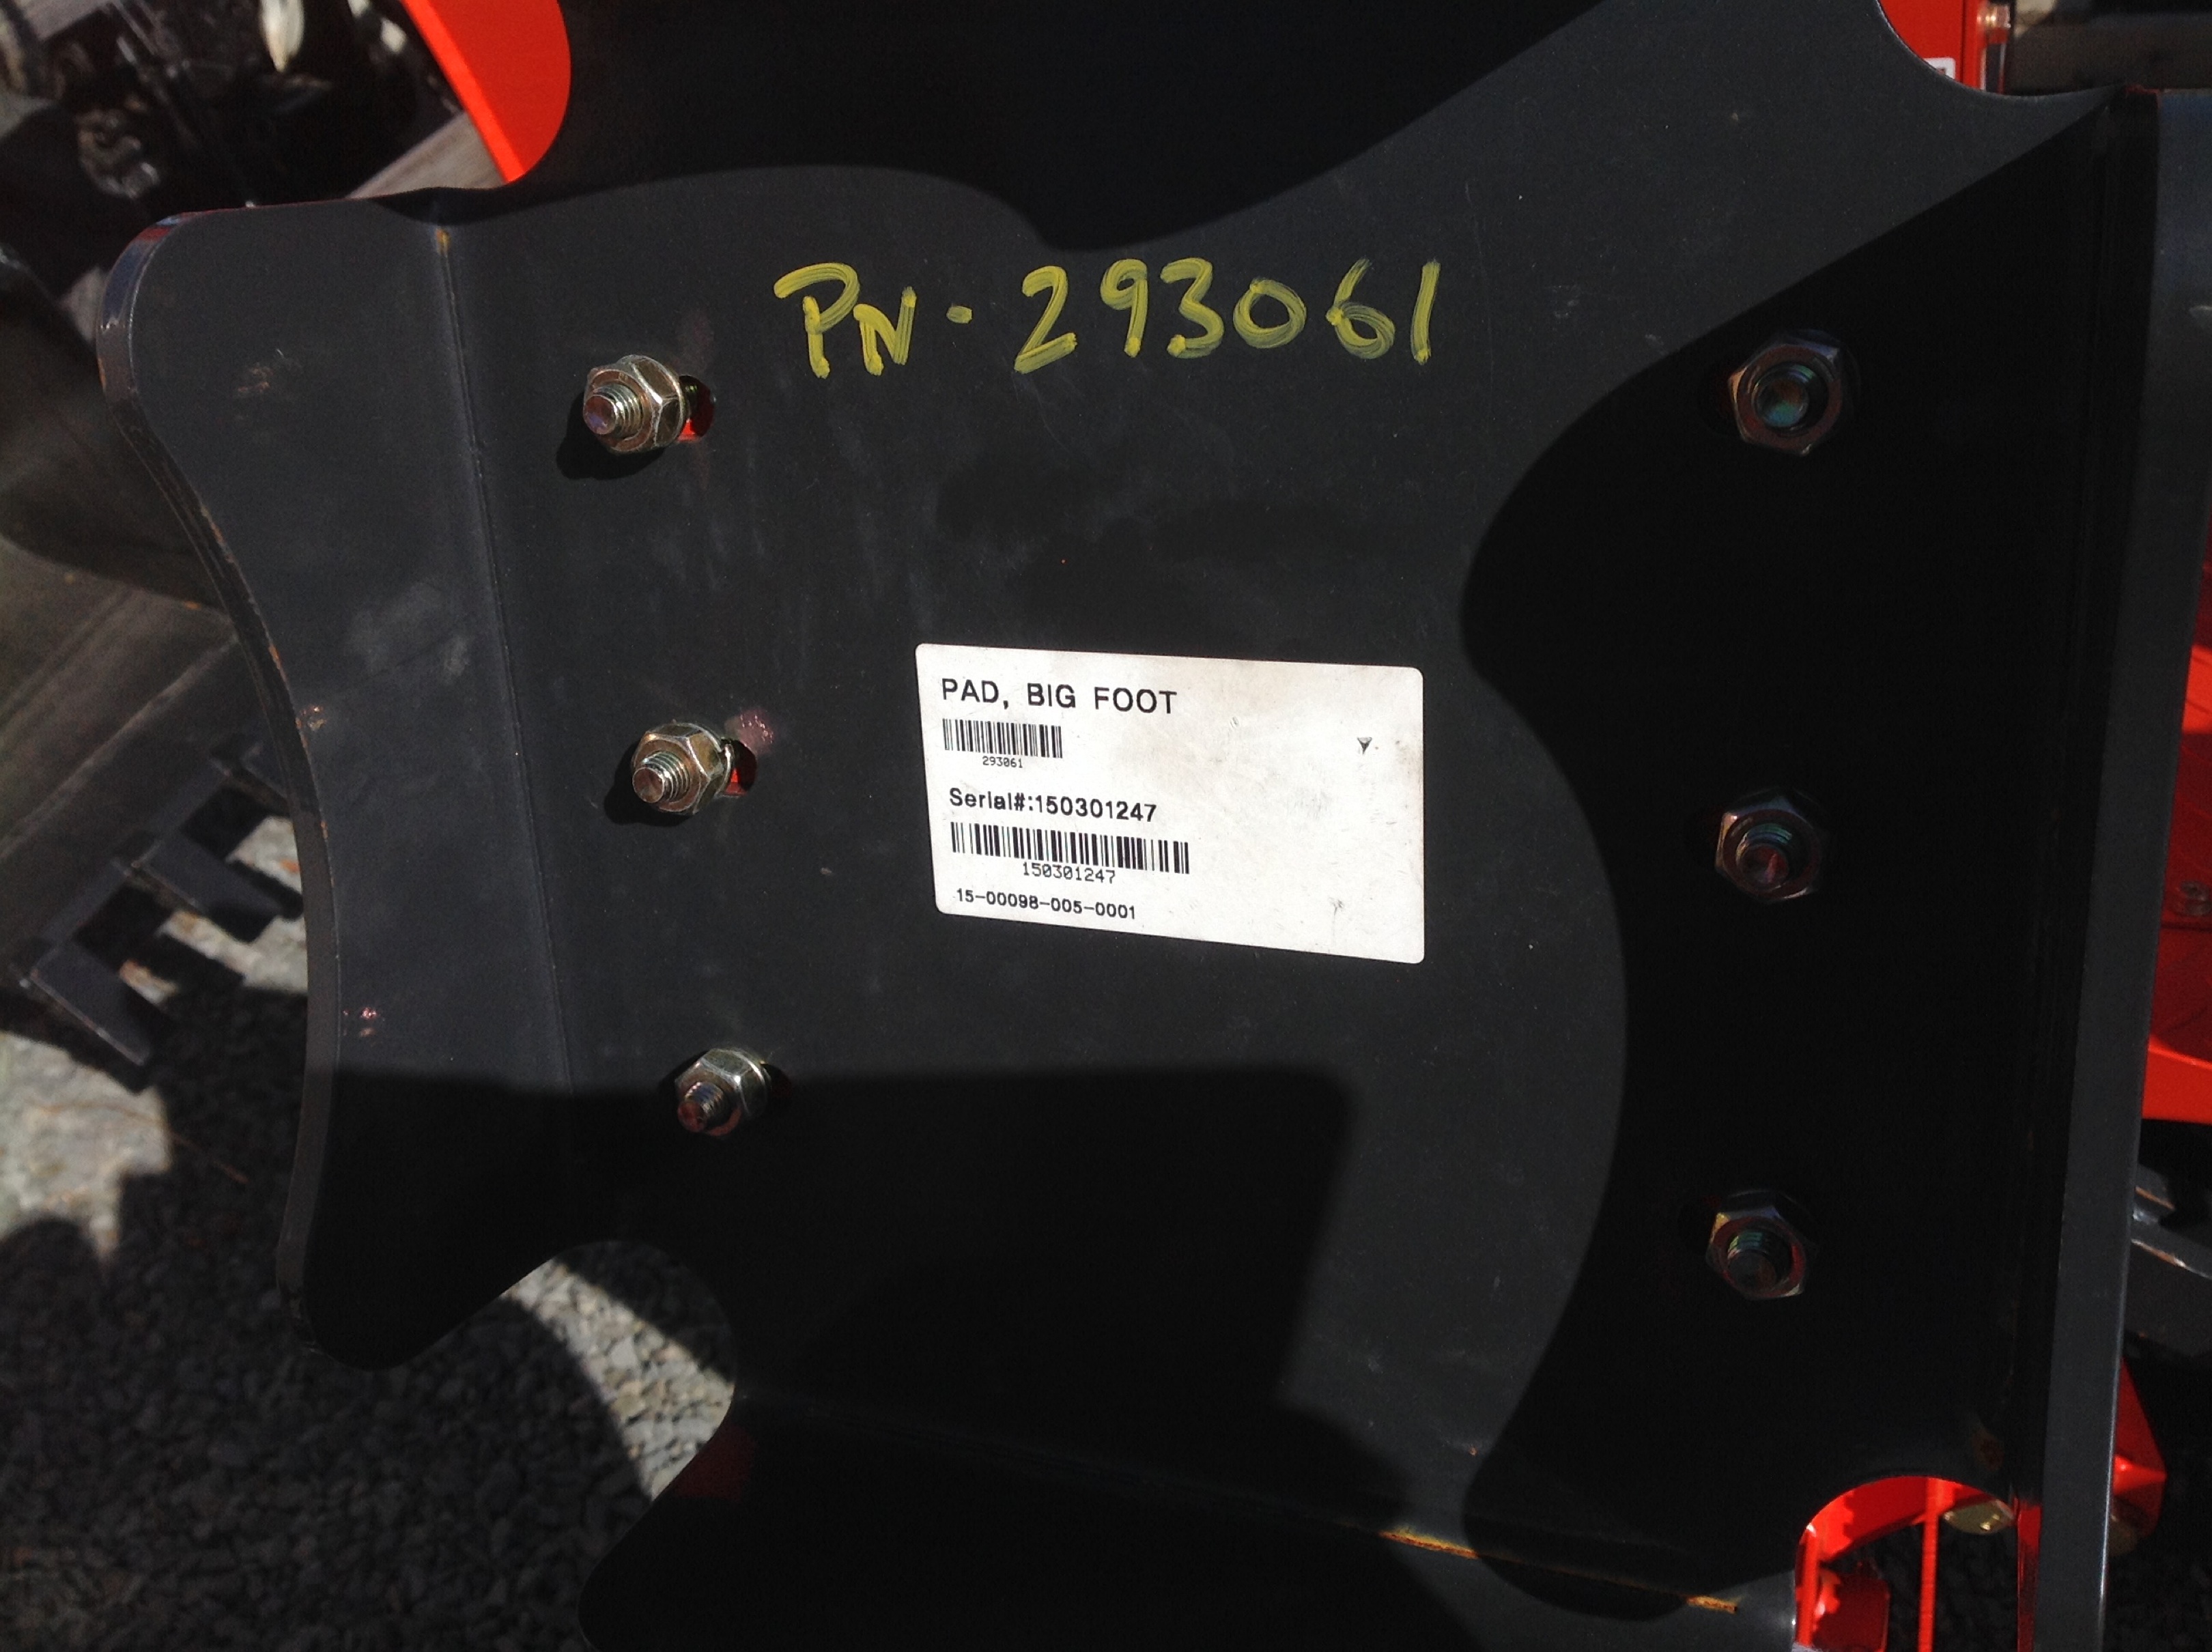 PN-293061
PAD, BIG FOOT
293061
Serial#:150301247
150301247
15-00098-005-0001